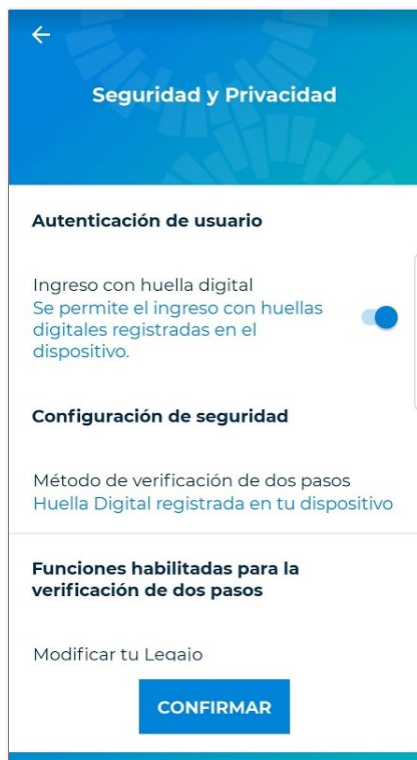 Seguridad y Privacidad
Autenticación de usuario
Ingreso con huella digital
Se permite el ingreso con huellas
digitales registradas en el
dispositivo.
Configuración de seguridad
Método de verificación de dos pasos
Huella Digital registrada en tu dispositivo
Funciones habilitadas para la
verificación de dos pasos
Modificar tu Legajo
CONFIRMAR